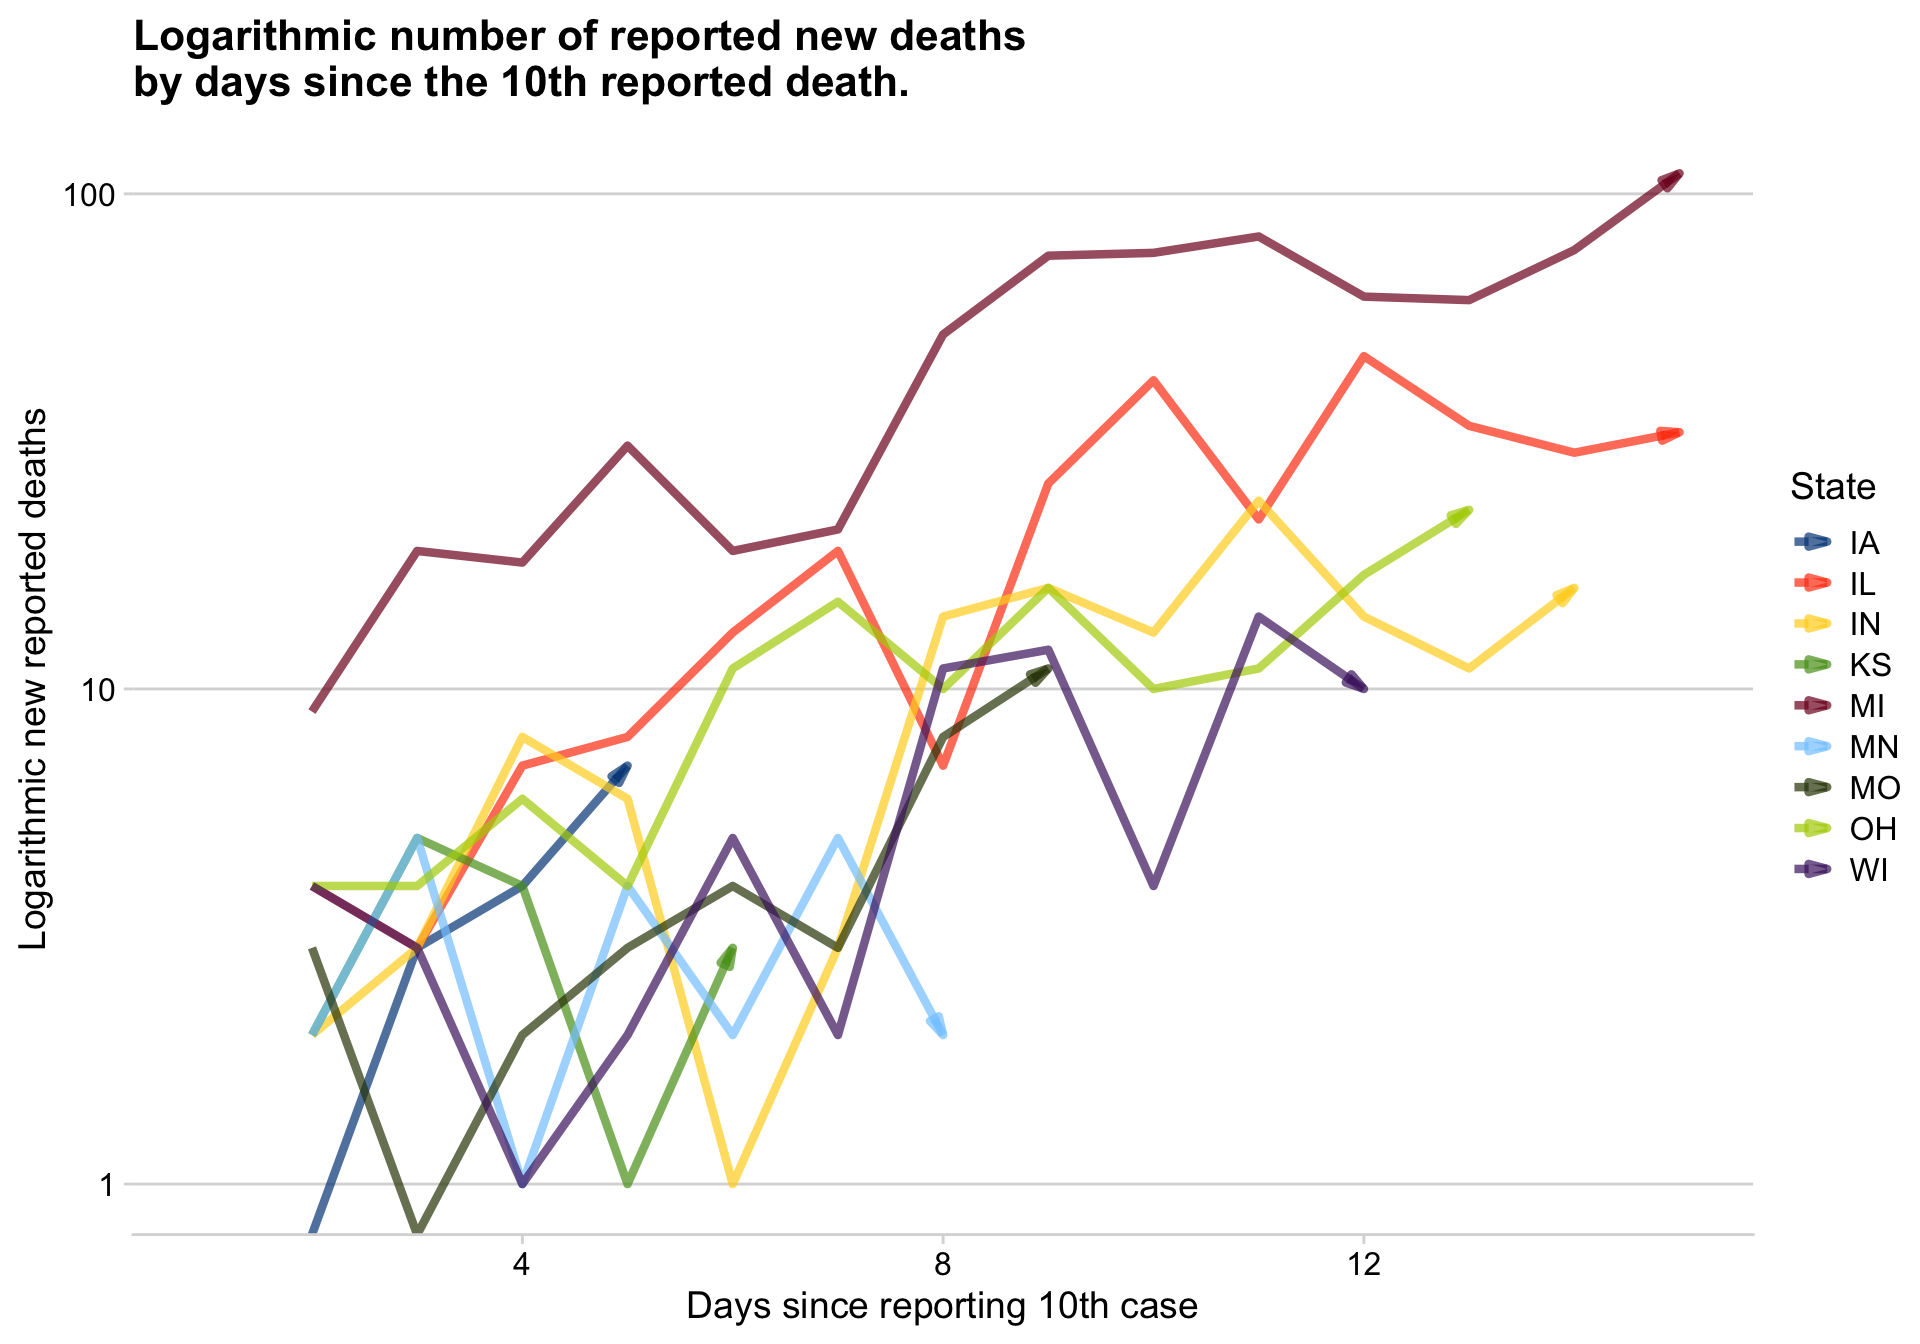 Logarithmic number of reported new deaths
by days since the 10th reported death.
Logarithmic new reported deaths
100
10
1
4
8
12
Days since reporting 10th case
State
IA
IL
IN
KS
MI
MN
MO
OH
WI